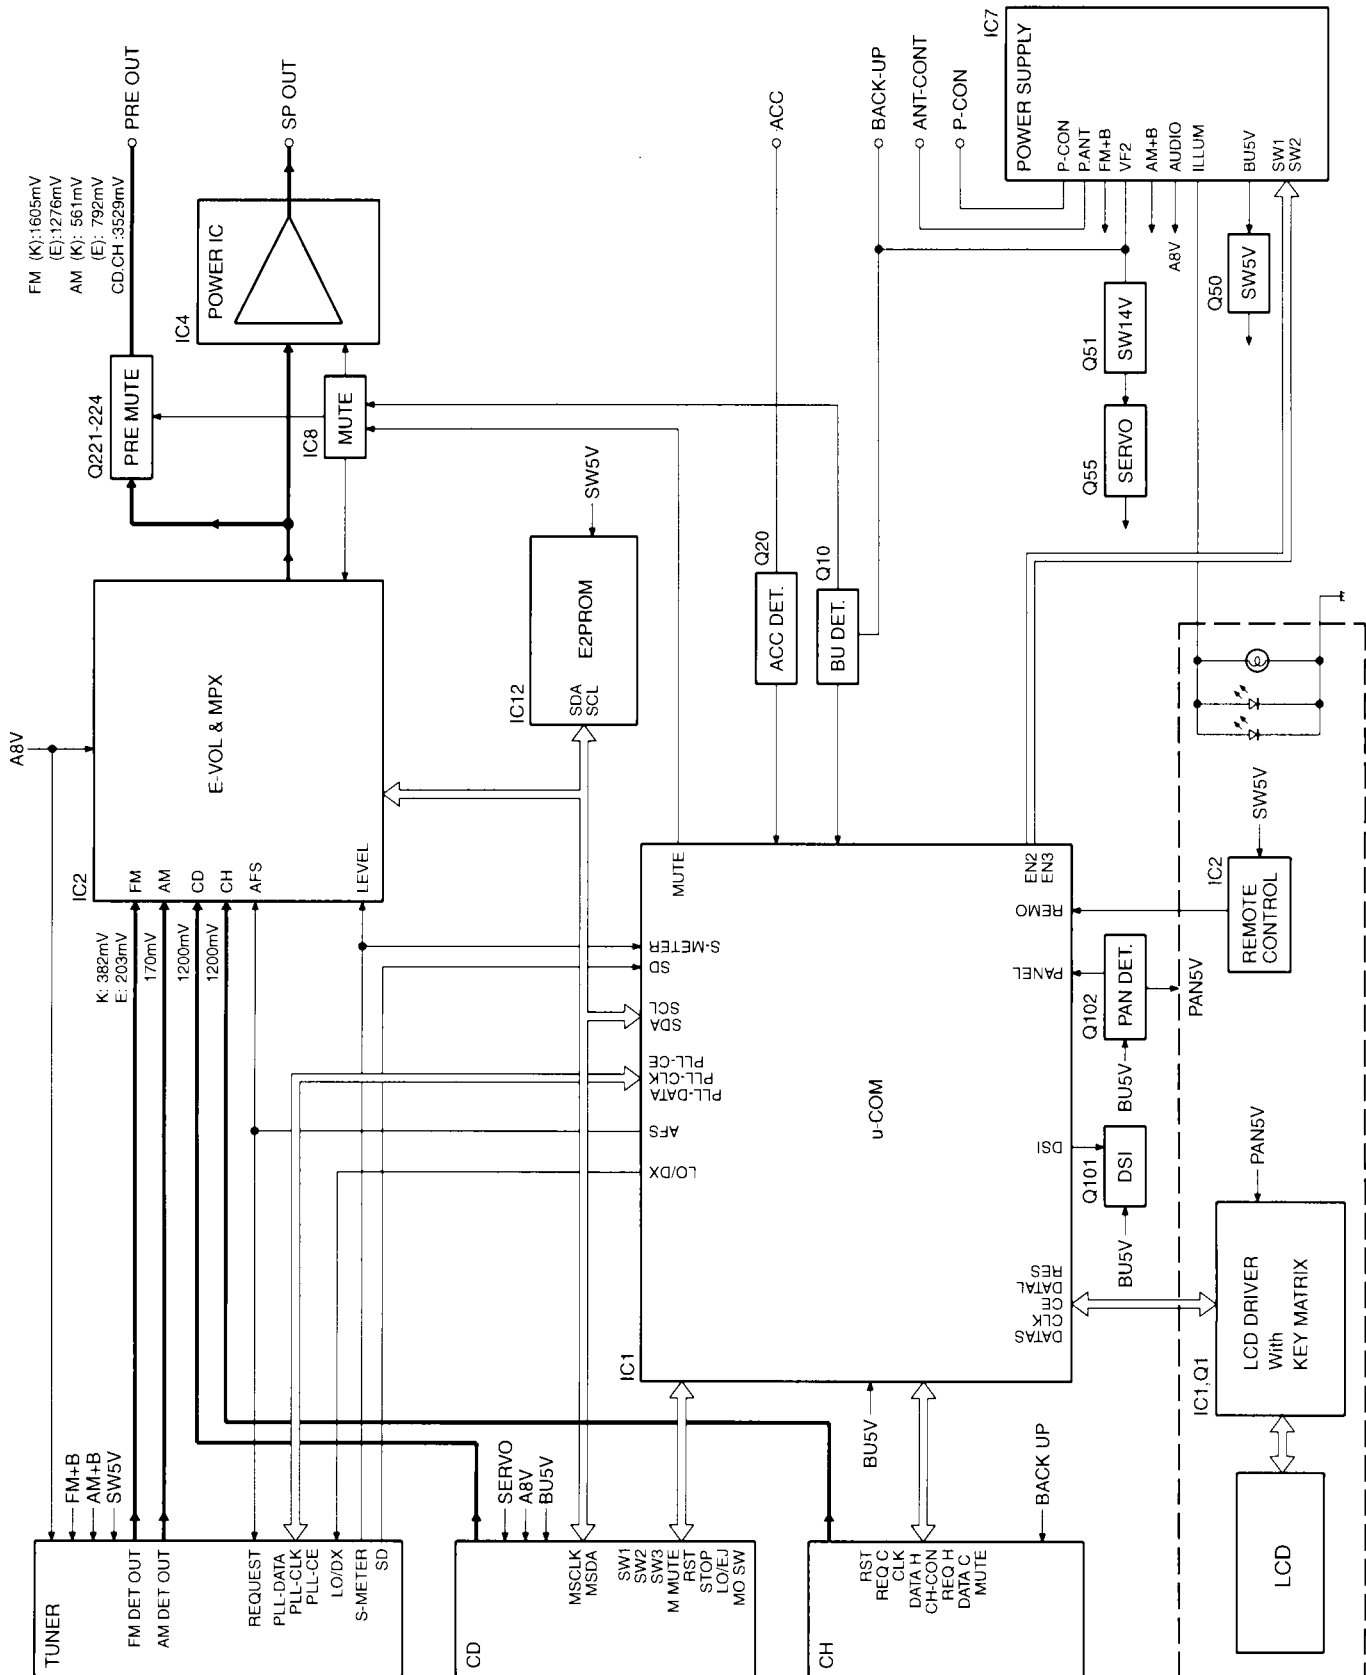 TUNER
FM+B
AM+B
SW5V
FM DET OUT
AM DET OUT
REQUEST
PLL-DATA
PLL-CLK
PLL-CE
LO/DX
S-METER
SD
A8V
K: 382mV
E: 203mV
170mV
1200mV
1200mV
IC2
FM
AM
CD
CH
AFS
LEVEL
E-VOL & MPX
Q221-224
PRE MUTE
FM (K):1605mV
(E):1276mV
AM (K): 561mV
(E): 792mV
CD.CH :3529mV
PRE OUT
IC4
POWER IC
SP OUT
IC8
MUTE
CD
SERVO
A8V
BU5V
MSCLK
MSDA
SW1
SW2
SW3
M MUTE
RST
STOP
LO/EJ
MO SW
IC12
SDA
SCL
E2PROM
SW5V
IC1
u-COM
LO/DX
AFS
PLL-DATA
PLL-CLK
PLL-CE
SDA
SCL
SD
S-METER
MUTE
EN2
EN3
DATAS
CLK
CE
DATAL
RES
DSI
PANEL
REMO
BU5V
ACC DET.
Q20
ACC
BU DET.
Q10
BACK-UP
ANT-CONT
P-CON
CH
RST
REQ C
CLK
DATA H
CH-CON
REQ H
DATA C
MUTE
BACK UP
BU5V
Q101
DSI
BU5V
Q102
PAN DET.
PAN5V
Q55
SERVO
Q51
SW14V
A8V
Q50
SW5V
IC7
POWER SUPPLY
P-CON
P.ANT
FM+B
VF2
AM+B
AUDIO
ILLUM
BU5V
SW1
SW2
LCD
IC1,Q1
LCD DRIVER
With
KEY MATRIX
PAN5V
REMOTE
CONTROL
IC2
SW5V